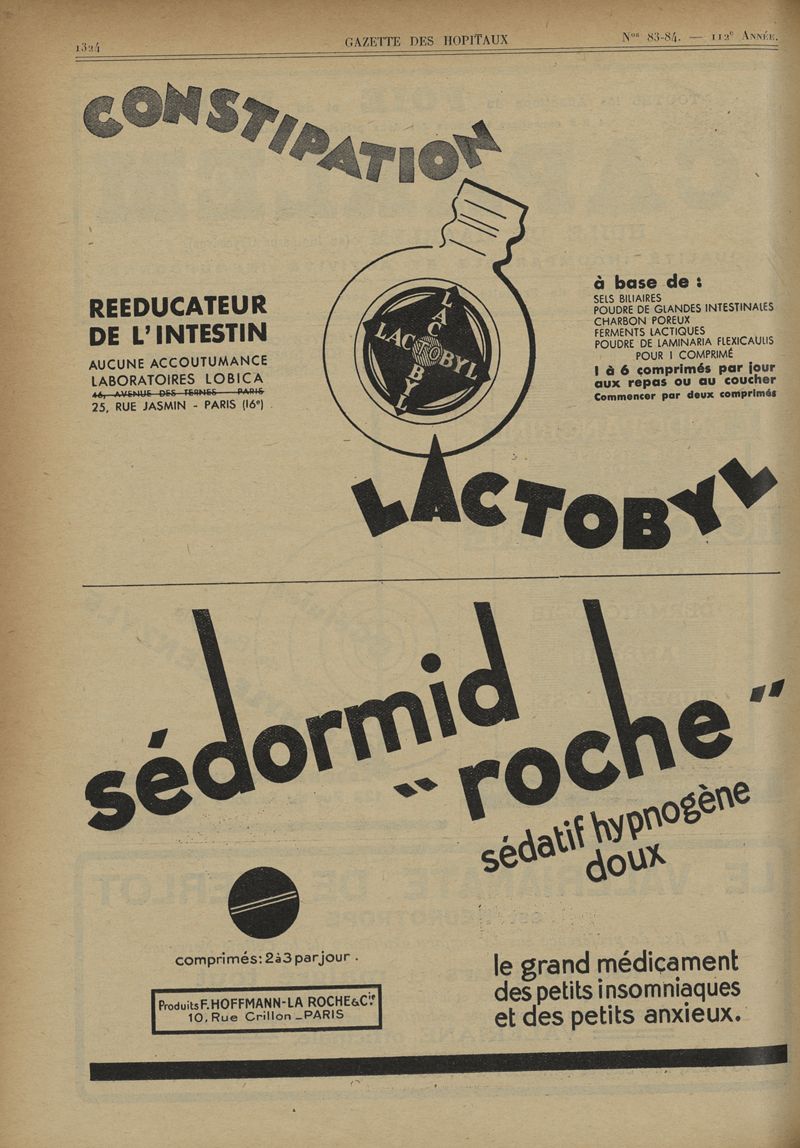 1324
GAZETTE DES HOPITAUX
Nos 83-84. — 112e ANNÉE.
CONSTIPATION
REEDUCATEUR
DE L'INTESTIN
AUCUNE ACCOUTUMANCE
LABORATOIRES LOBICA
46, AVENUE DES TERNES - PARIS
25, RUE JASMIN - PARIS (16e)
LACTOBYL
LACTOBYL
à base de :
SELS BILIAIRES
POUDRE DE GLANDES INTESTINALES
CHARBON POREUX
FERMENTS LACTIQUES
POUDRE DE LAMINARIA FLEXICAULIS
POUR 1 COMPRIMÉ
1 à 6 comprimés par jour
aux repas ou au coucher
Commencer par deux comprimés
LACTOBYL
sédormid
"roche"
sédatif hypnogène
doux
comprimés: 2à3 par jour.
Produits F. HOFFMANN-LA ROCHE & Cie
10, Rue Crillon _ PARIS
le grand médicament
des petits insomniaques
et des petits anxieux.